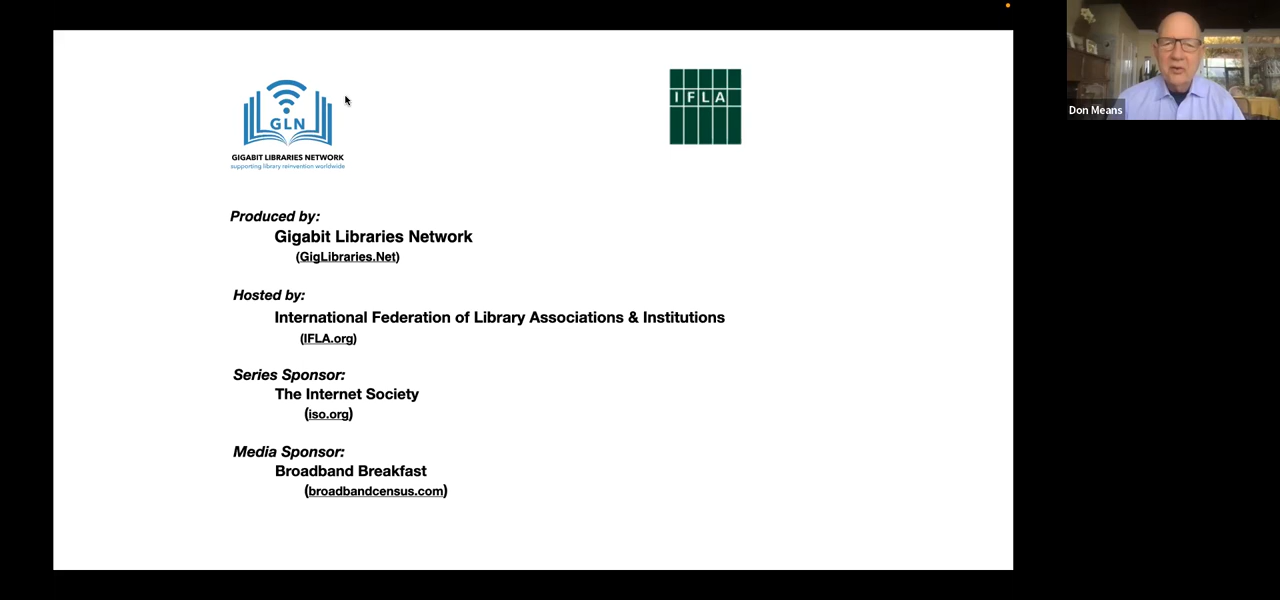 GLN
GIGABIT LIBRARIES NETWORK
supporting library reinvention worldwide
IFLA
Don Means
Produced by:
Gigabit Libraries Network
(GigLibraries.Net)
Hosted by:
International Federation of Library Associations & Institutions
(IFLA.org)
Series Sponsor:
The Internet Society
(iso.org)
Media Sponsor:
Broadband Breakfast
(broadbandcensus.com)